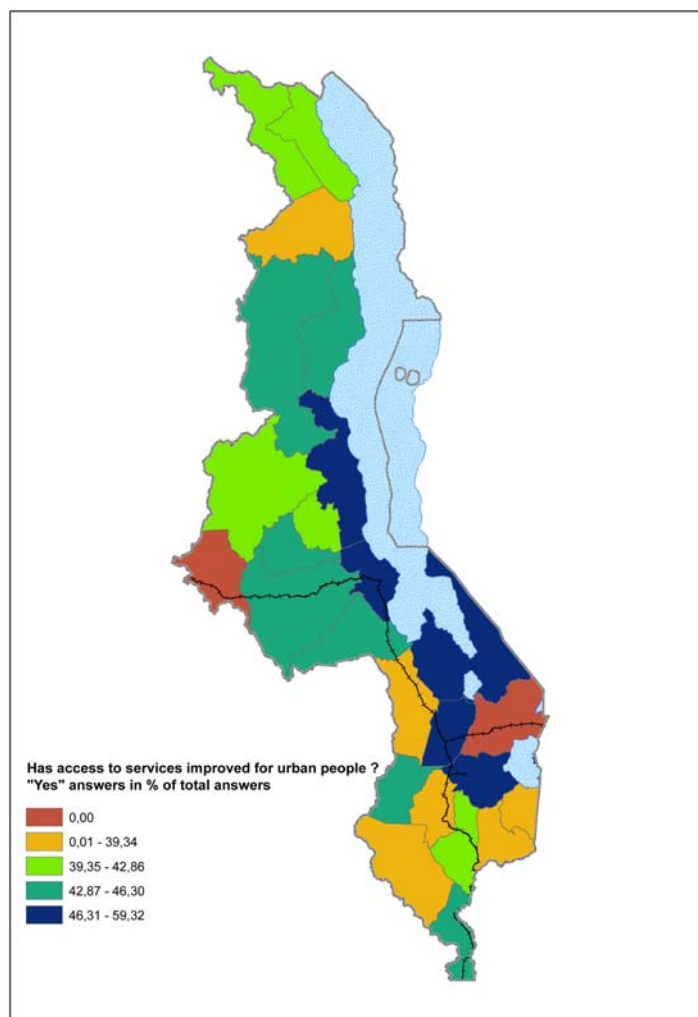 Has access to services improved for urban people ?
"Yes" answers in % of total answers
0,00
0,01 - 39,34
39,35 - 42,86
42,87 - 46,30
46,31 - 59,32